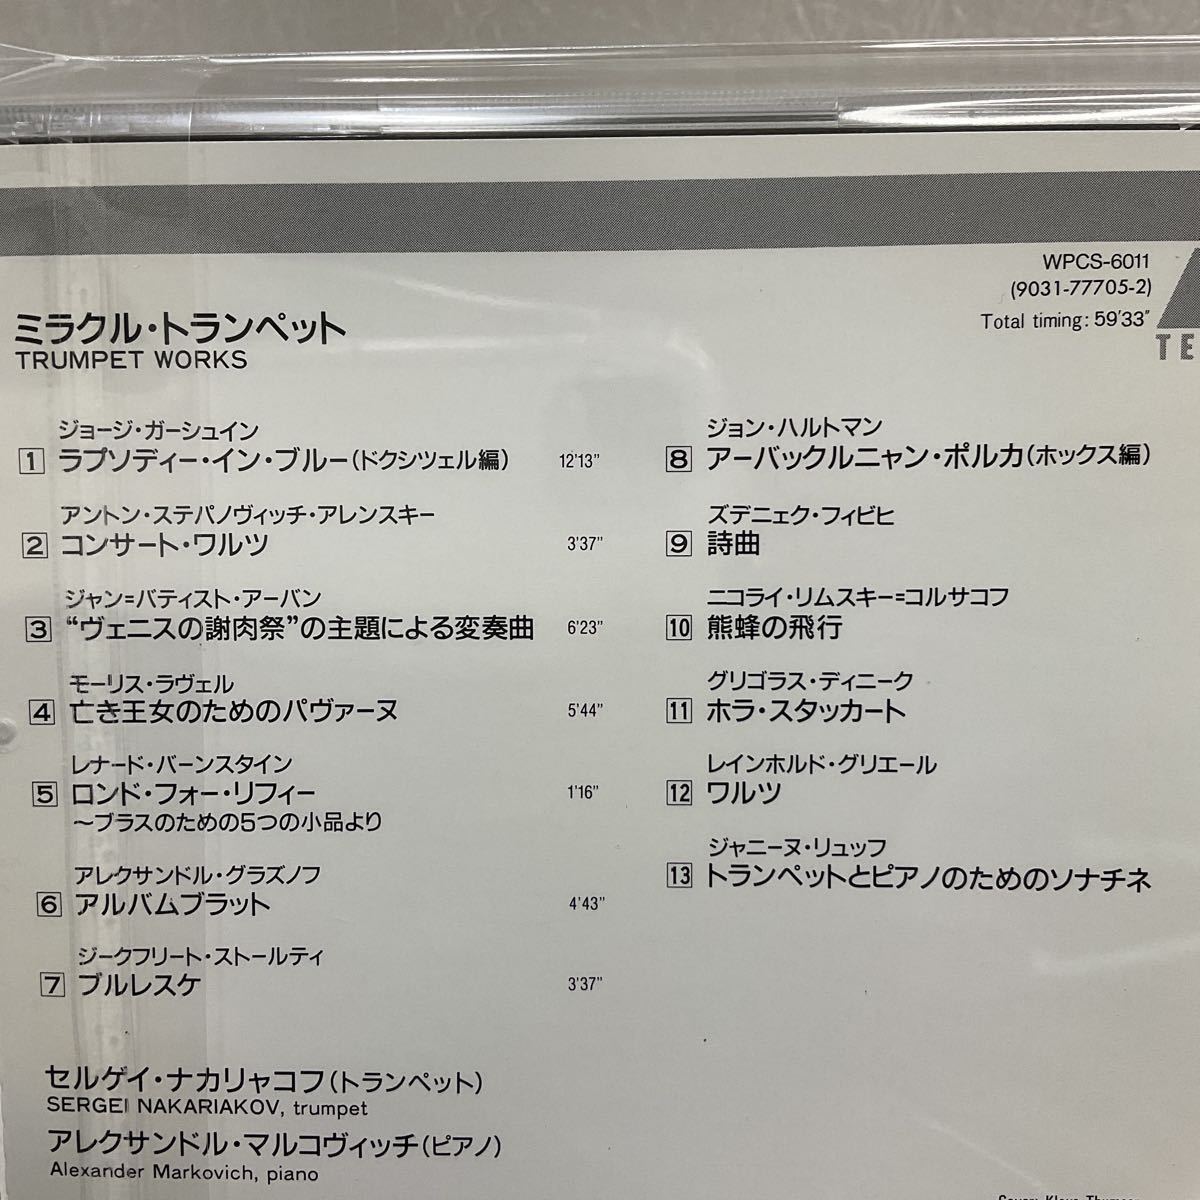 WPCS-6011
(9031-77705-2)
Total timing: 59'33"
TE
ミラクル・トランペット
TRUMPET WORKS
ジョージ・ガーシュイン
1 ラプソディー・イン・ブルー(ドクシツェル編) 12'13"
アントン・ステパノヴィッチ・アレンスキー
2 コンサート・ワルツ 3'37"
ジャン=バティスト・アーバン
3 “ヴェニスの謝肉祭”の主題による変奏曲 6'23"
モーリス・ラヴェル
4 亡き王女のためのパヴァーヌ 5'44"
レナード・バーンスタイン
5 ロンド・フォー・リフィー 1'16"
〜ブラスのための5つの小品より
アレクサンドル・グラズノフ
6 アルバムブラット 4'43"
ジークフリート・ストールティ
7 ブルレスケ 3'37"
ジョン・ハルトマン
8 アーバックルニャン・ポルカ(ホックス編)
ズデニェク・フィビヒ
9 詩曲
ニコライ・リムスキー=コルサコフ
10 熊蜂の飛行
グリゴラス・ディニーク
11 ホラ・スタッカート
レインホルド・グリエール
12 ワルツ
ジャニーヌ・リュッフ
13 トランペットとピアノのためのソナチネ
セルゲイ・ナカリャコフ(トランペット)
SERGEI NAKARIAKOV, trumpet
アレクサンドル・マルコヴィッチ(ピアノ)
Alexander Markovich, piano